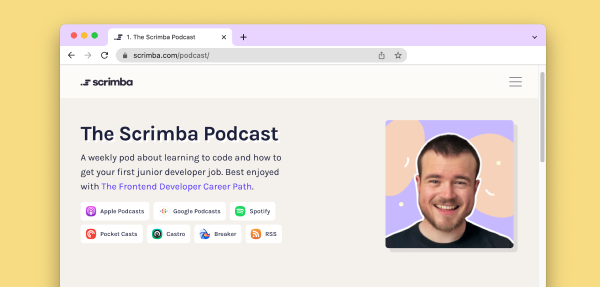 1. The Scrimba Podcast
scrimba.com/podcast/
scrimba
The Scrimba Podcast
A weekly pod about learning to code and how to
get your first junior developer job. Best enjoyed
with The Frontend Developer Career Path.
Apple Podcasts
Google Podcasts
Spotify
Pocket Casts
Castro
Breaker
RSS